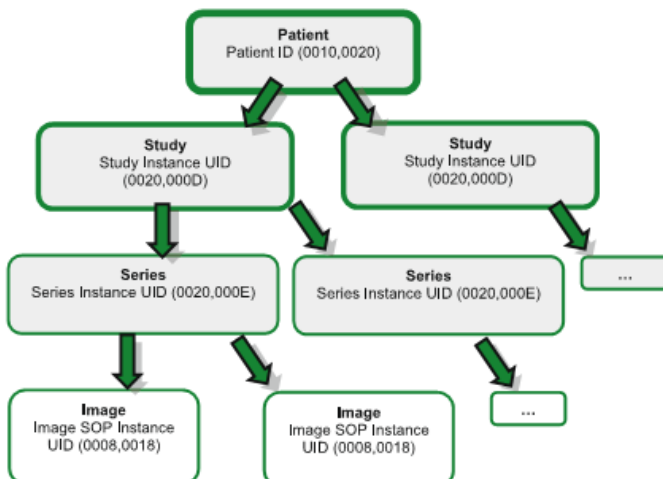 Patient
Patient ID (0010,0020)
Study
Study Instance UID
(0020,000D)
Study
Study Instance UID
(0020,000D)
Series
Series Instance UID (0020,000E)
Series
Series Instance UID (0020,000E)
...
Image
Image SOP Instance
UID (0008,0018)
Image
Image SOP Instance
UID (0008,0018)
...